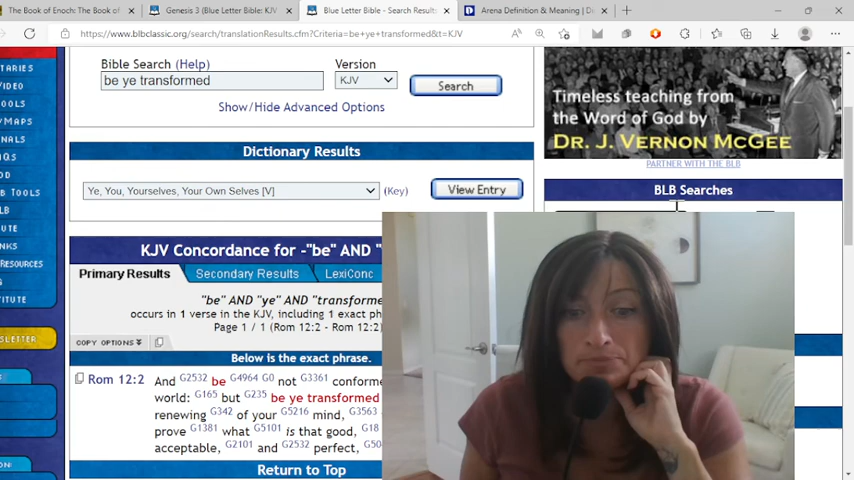 The Book of Enoch: The Book of
Genesis 3 (Blue Letter Bible: KJV
Blue Letter Bible - Search Results
Arena Definition & Meaning | D
https://www.blbclassic.org/search/translationResults.cfm?Criteria=be+ye+transformed&t=KJV
TARIES
VIDEO
OOLS
/MAPS
NALS
AQS
OD
B TOOLS
LB
UTE
NKS
RESOURCES
TITUTE
SLETTER
Bible Search (Help)
Version
be ye transformed
KJV
Search
Show/Hide Advanced Options
Dictionary Results
Ye, You, Yourselves, Your Own Selves [V]
(Key)
View Entry
KJV Concordance for -"be" AND "
Primary Results
Secondary Results
LexiConc
"be" AND "ye" AND "transforme
occurs in 1 verse in the KJV, including 1 exact ph
Page 1 / 1 (Rom 12:2 - Rom 12:2)
COPY OPTIONS
Below is the exact phrase.
Rom 12:2
And G2532 be G4964 G0 not G3361 conforme
world: G165 but G235 be ye transformed
renewing G342 of your G5216 mind, G3563
prove G1381 what G5101 is that good, G18
acceptable, G2101 and G2532 perfect, G50
Return to Top
Timeless teaching from
the Word of God by
DR. J. VERNON MCGEE
PARTNER WITH THE BLB
BLB Searches